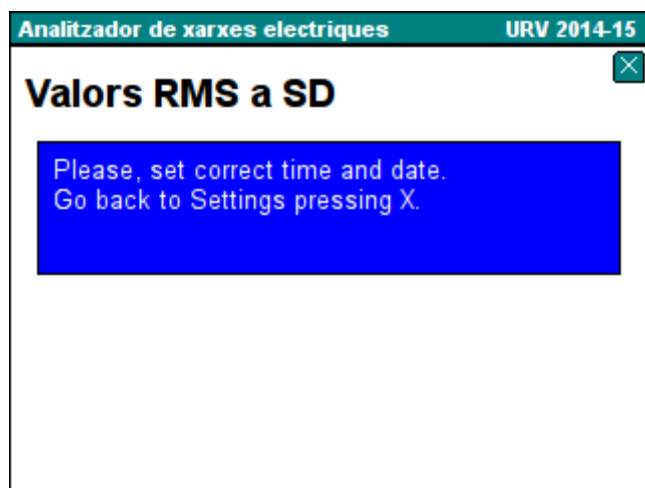 Analitzador de xarxes electriques URV 2014-15
Valors RMS a SD
Please, set correct time and date.
Go back to Settings pressing X.